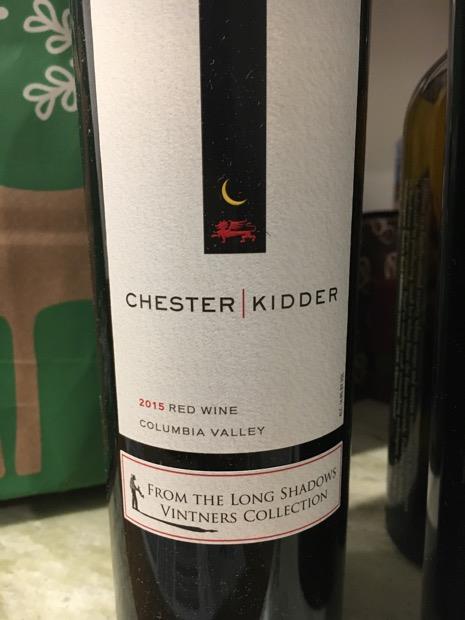 CHESTER | KIDDER
2015 RED WINE
COLUMBIA VALLEY
FROM THE LONG SHADOWS
VINTNERS COLLECTION